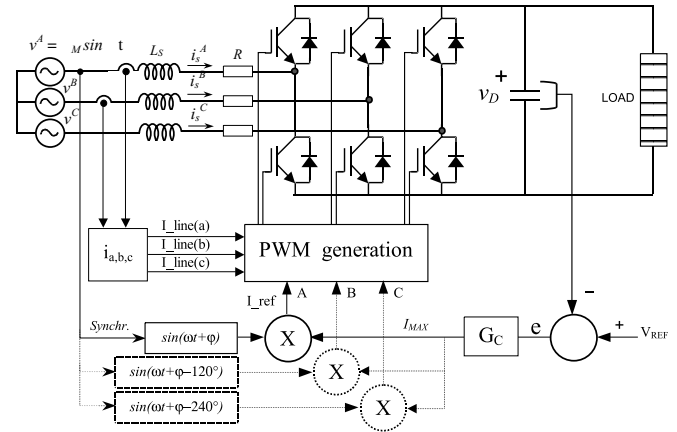 v^A = _M sin t
L_S
i_s^A
R
v^B
i_s^B
v^C
i_s^C
+
v_D
LOAD
i_a,b,c
I_line(a)
I_line(b)
I_line(c)
PWM generation
I_ref
A
B
C
–
Synchr.
sin(ωt+φ)
X
I_MAX
G_C
e
+
V_REF
sin(ωt+φ–120°)
X
sin(ωt+φ–240°)
X